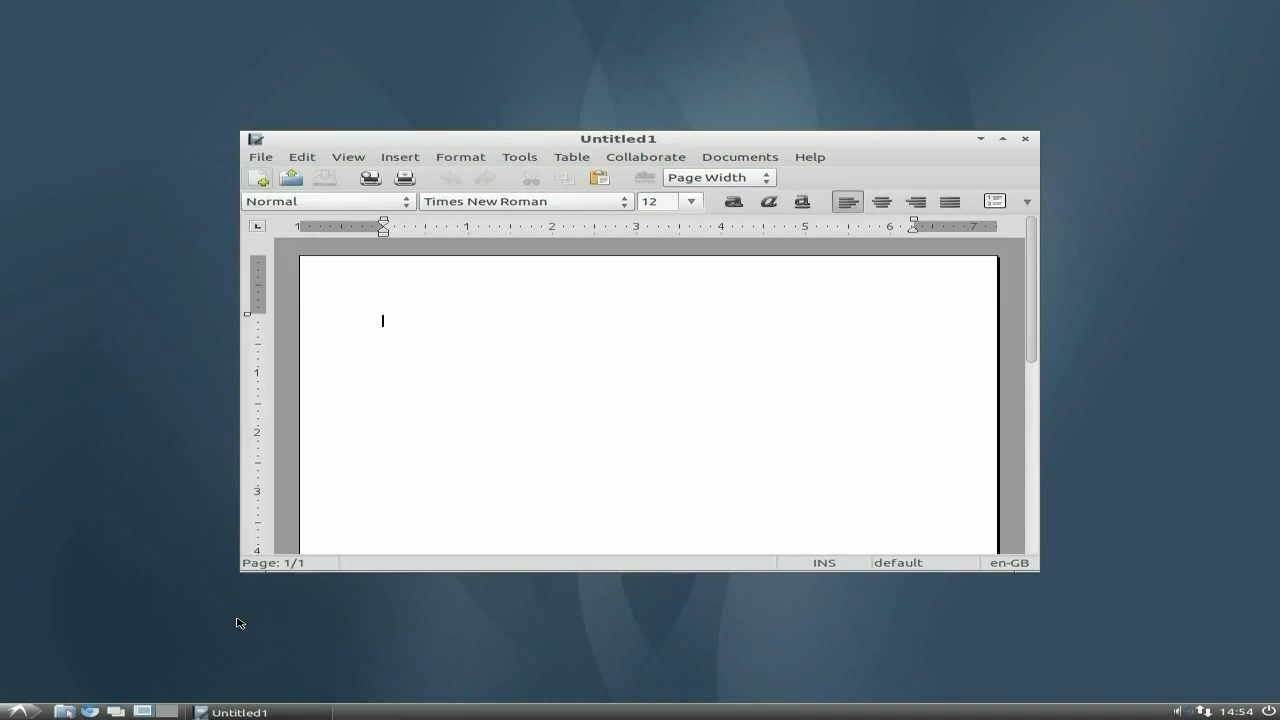 Untitled1
File Edit View Insert Format Tools Table Collaborate Documents Help
Page Width
Normal Times New Roman 12 a a a
1 1 2 3 4 5 6 7
1
2
3
4
Page: 1/1 INS default en-GB
Untitled1 14:54